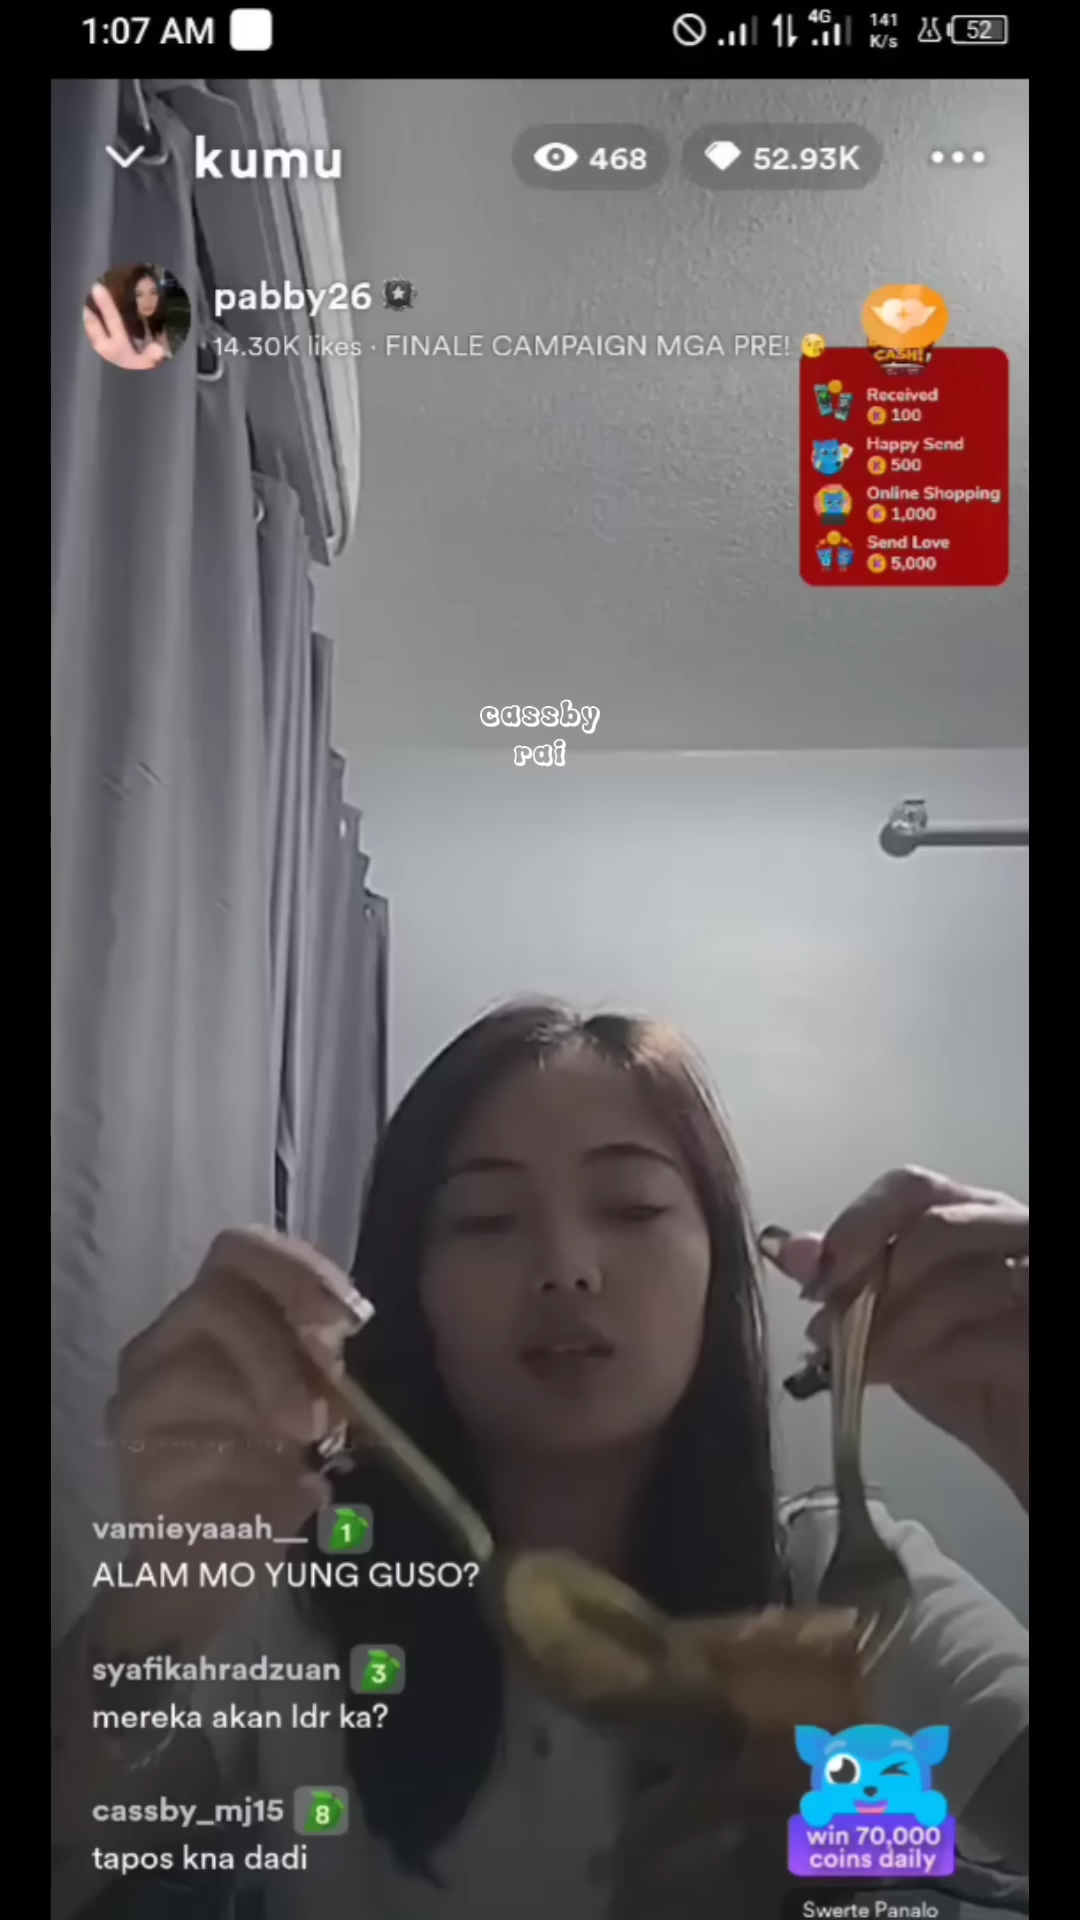 1:07 AM
4G
141
K/s
52
kumu
468
52.93K
pabby26
14.30K likes · FINALE CAMPAIGN MGA PRE!
CASH!
Received
100
Happy Send
500
Online Shopping
1,000
Send Love
5,000
cassby
rai
vamieyaaah__ 1
ALAM MO YUNG GUSO?
syafikahradzuan 3
mereka akan ldr ka?
cassby_mj15 8
tapos kna dadi
win 70,000
coins daily
Swerte Panalo